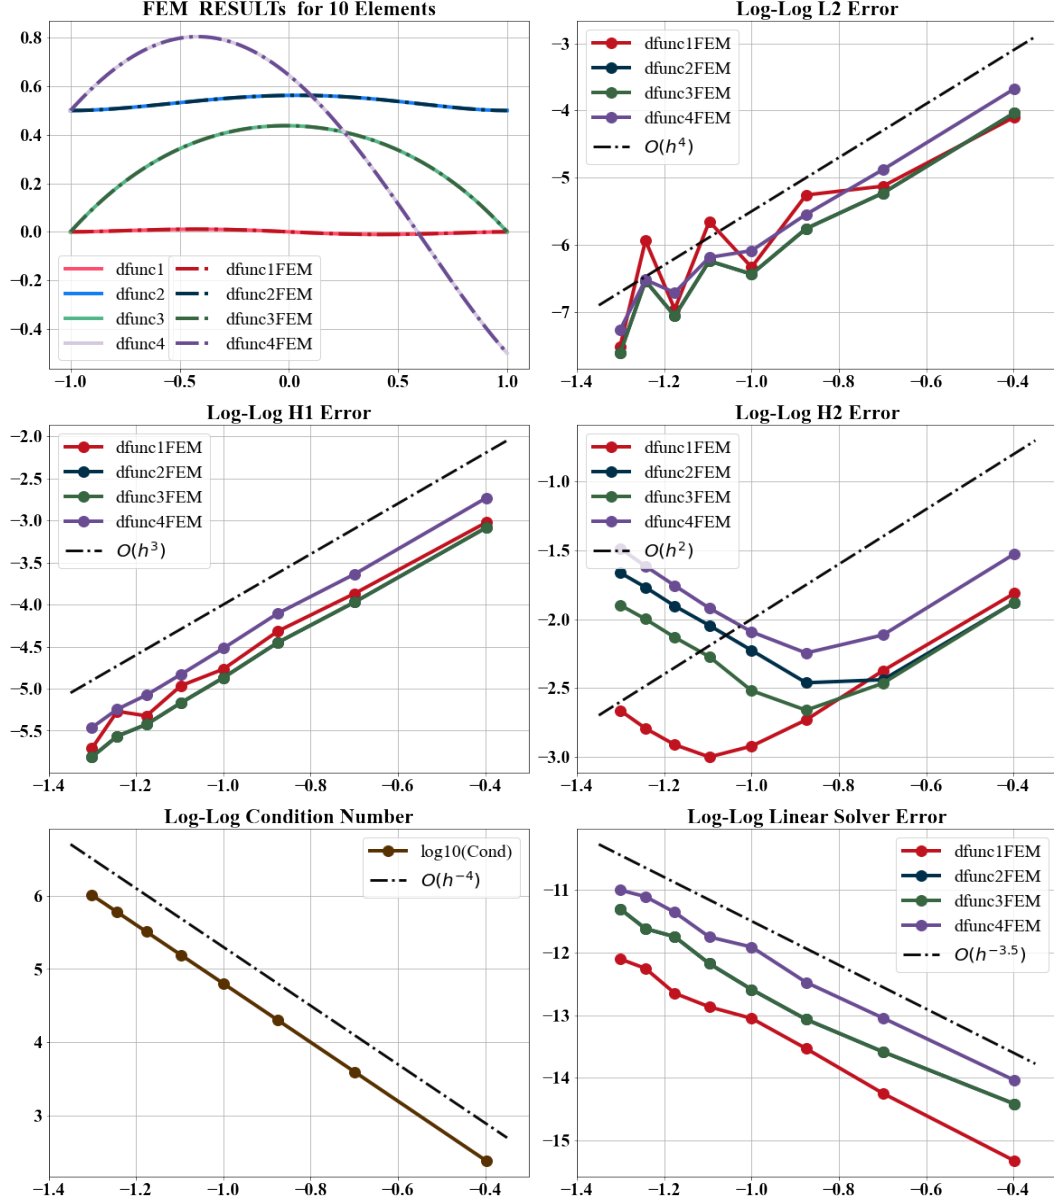 FEM  RESULTs  for 10 Elements
0.8
0.6
0.4
0.2
0.0
−0.2
−0.4
dfunc1
dfunc2
dfunc3
dfunc4
dfunc1FEM
dfunc2FEM
dfunc3FEM
dfunc4FEM
−1.0 −0.5 0.0 0.5 1.0
Log-Log L2 Error
−3
−4
−5
−6
−7
dfunc1FEM
dfunc2FEM
dfunc3FEM
dfunc4FEM
O(h⁴)
−1.4 −1.2 −1.0 −0.8 −0.6 −0.4
Log-Log H1 Error
−2.0
−2.5
−3.0
−3.5
−4.0
−4.5
−5.0
−5.5
dfunc1FEM
dfunc2FEM
dfunc3FEM
dfunc4FEM
O(h³)
−1.4 −1.2 −1.0 −0.8 −0.6 −0.4
Log-Log H2 Error
−1.0
−1.5
−2.0
−2.5
−3.0
dfunc1FEM
dfunc2FEM
dfunc3FEM
dfunc4FEM
O(h²)
−1.4 −1.2 −1.0 −0.8 −0.6 −0.4
Log-Log Condition Number
6
5
4
3
log10(Cond)
O(h⁻⁴)
−1.4 −1.2 −1.0 −0.8 −0.6 −0.4
Log-Log Linear Solver Error
−11
−12
−13
−14
−15
dfunc1FEM
dfunc2FEM
dfunc3FEM
dfunc4FEM
O(h⁻³·⁵)
−1.4 −1.2 −1.0 −0.8 −0.6 −0.4